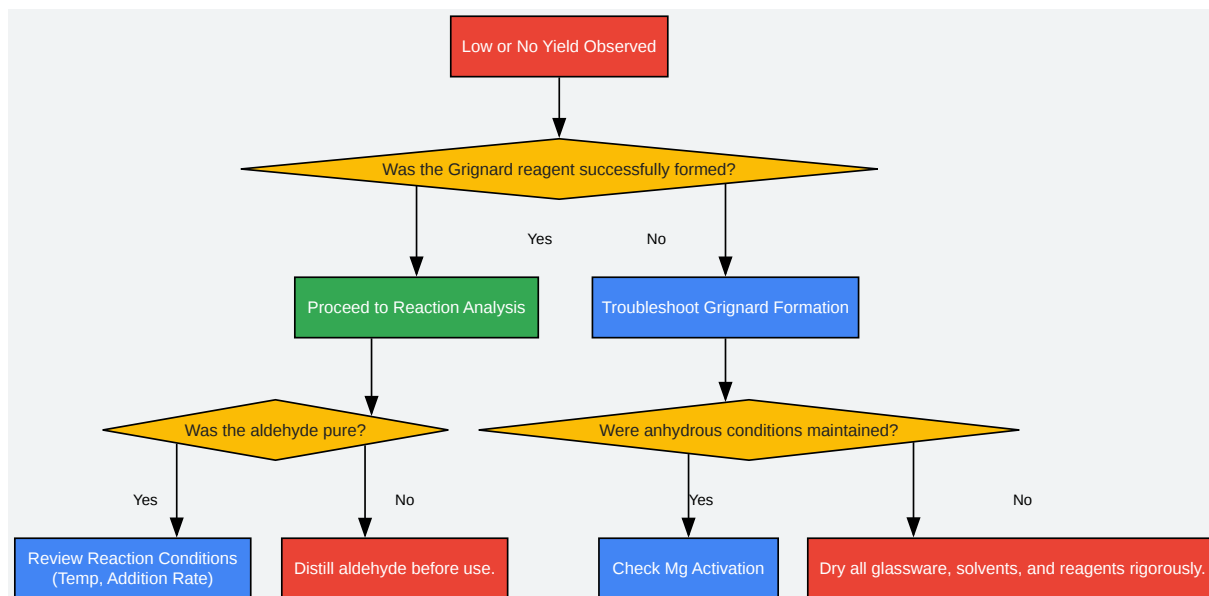 Low or No Yield Observed
Was the Grignard reagent successfully formed?
Yes
No
Proceed to Reaction Analysis
Troubleshoot Grignard Formation
Was the aldehyde pure?
Were anhydrous conditions maintained?
Yes
No
Yes
No
Review Reaction Conditions
(Temp, Addition Rate)
Distill aldehyde before use.
Check Mg Activation
Dry all glassware, solvents, and reagents rigorously.